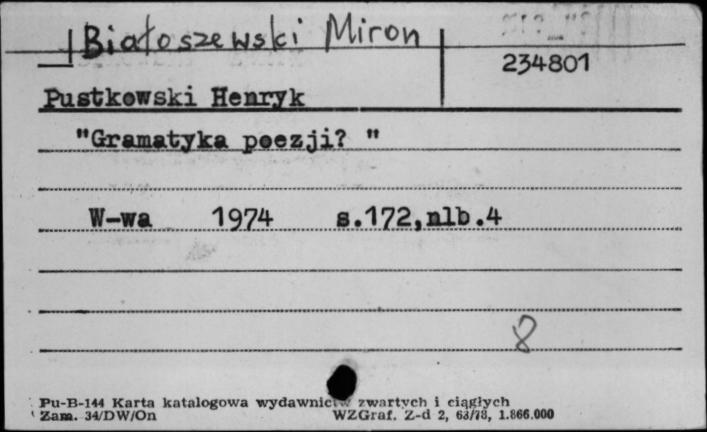 Białoszewski Miron
234801
Pustkowski Henryk
"Gramatyka poezji? "
W-wa 1974 s.172,nlb.4
8
Pu-B-144 Karta katalogowa wydawnictw zwartych i ciągłych
Zam. 34/DW/On WZGraf. Z-d 2, 63/78, 1.866.000